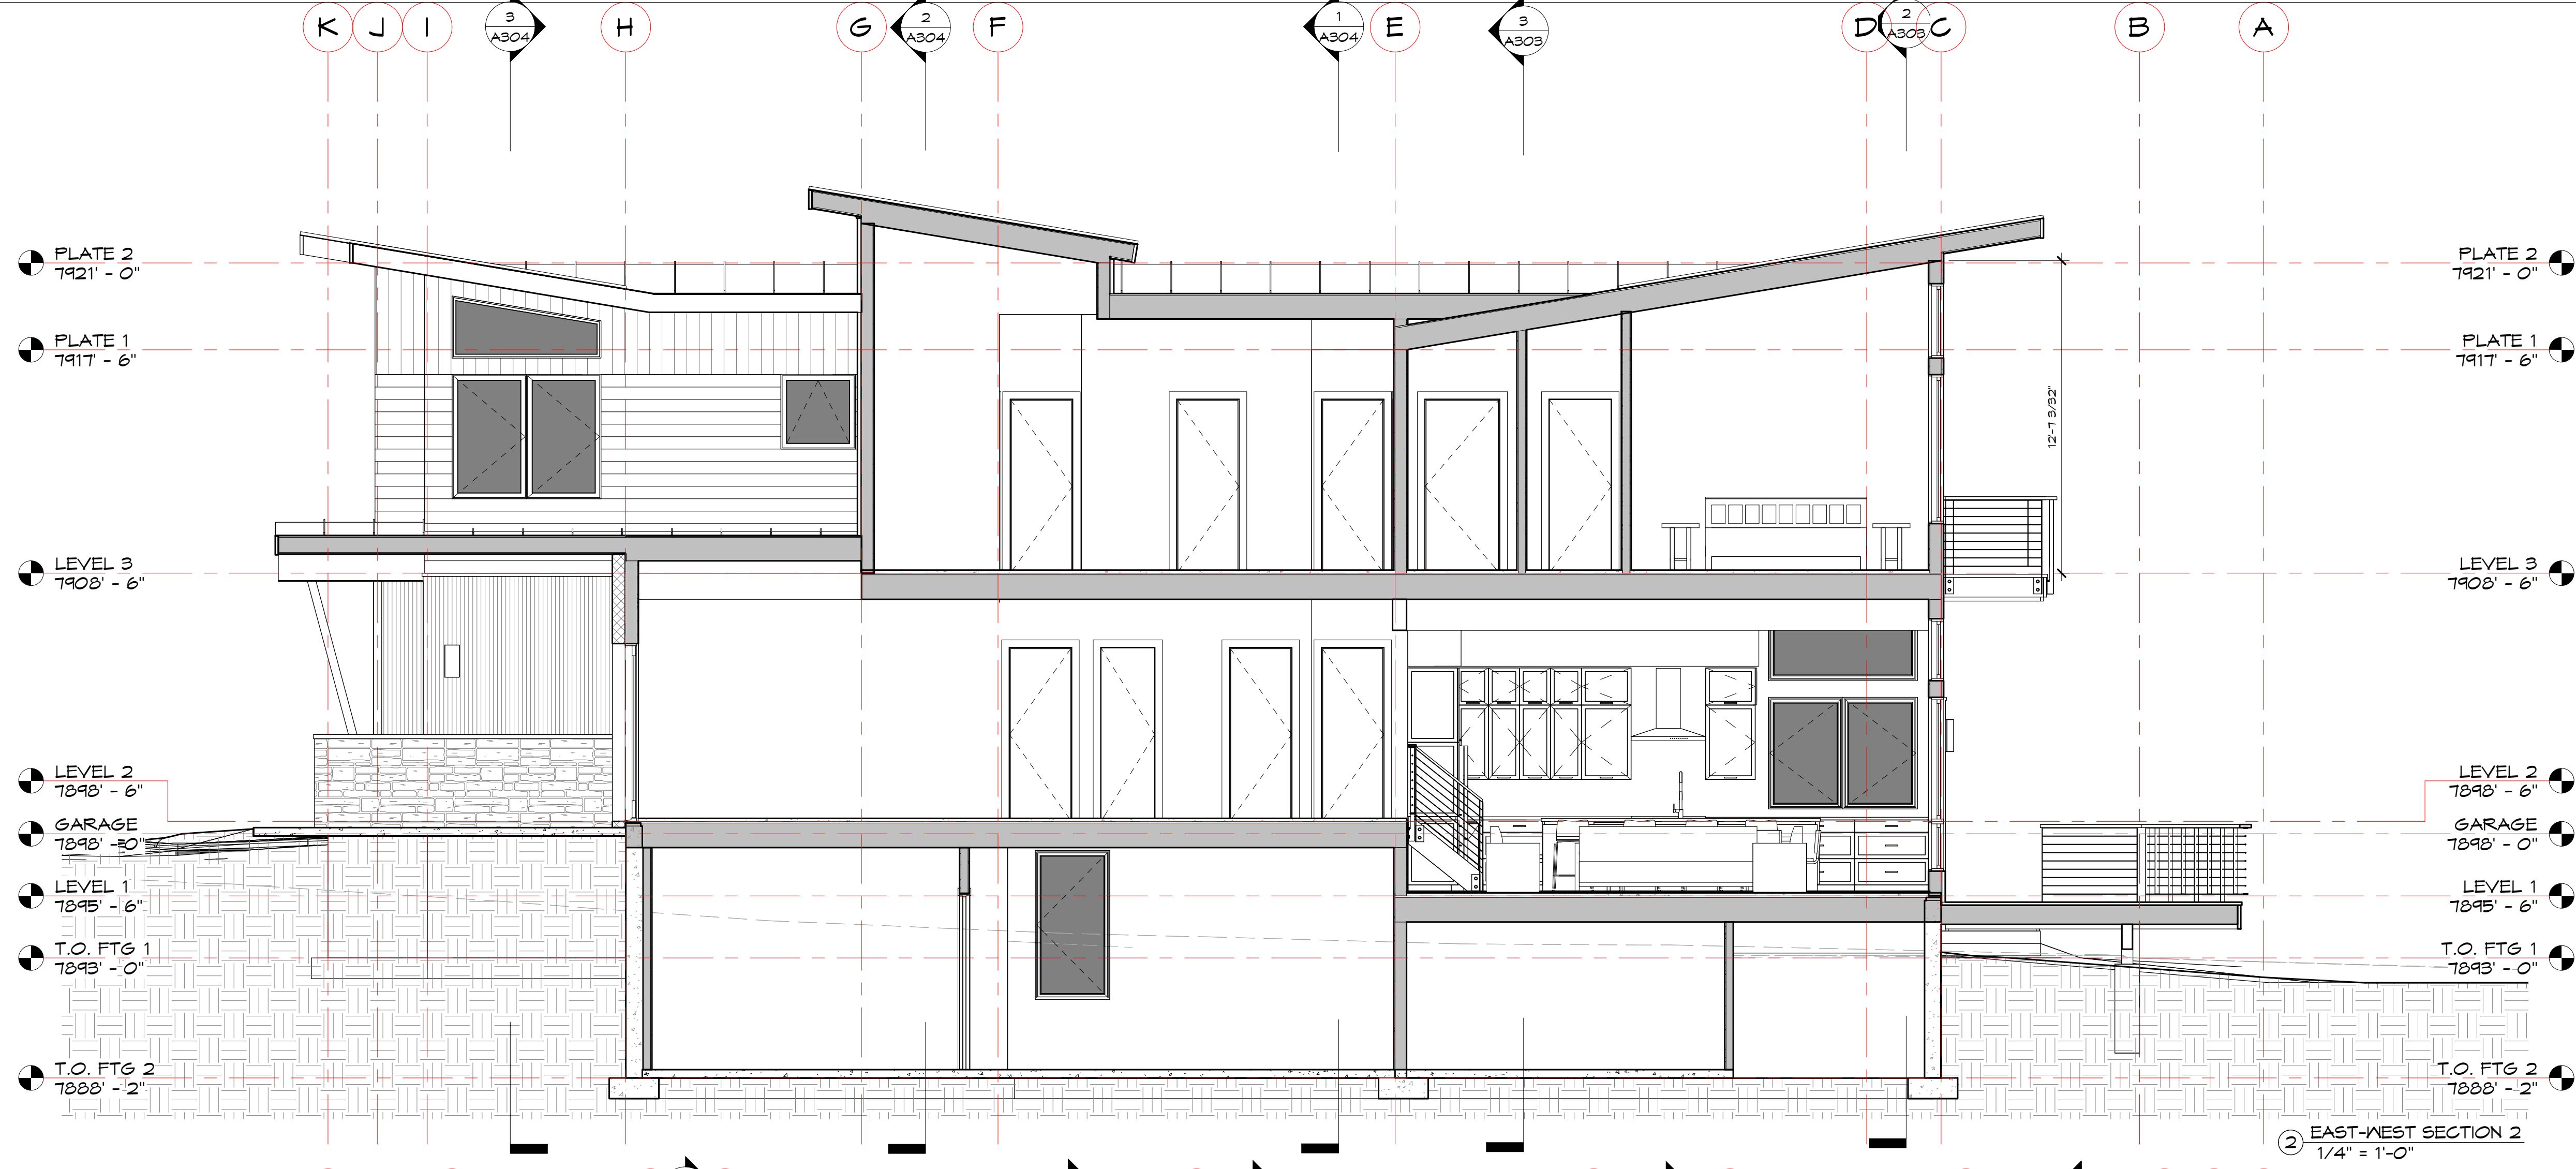 K J I 3 H G 2 F 1 E 3 D 2 C B A
A304 A304 A304 A303 A303
PLATE 2
7921' - 0"
PLATE 1
7917' - 6"
LEVEL 3
7908' - 6"
LEVEL 2
7898' - 6"
GARAGE
7898' - 0"
LEVEL 1
7895' - 6"
T.O. FTG 1
7893' - 0"
T.O. FTG 2
7888' - 2"
12'-7 3/32"
PLATE 2
7921' - 0"
PLATE 1
7917' - 6"
LEVEL 3
7908' - 6"
LEVEL 2
7898' - 6"
GARAGE
7898' - 0"
LEVEL 1
7895' - 6"
T.O. FTG 1
7893' - 0"
T.O. FTG 2
7888' - 2"
2 EAST-WEST SECTION 2
1/4" = 1'-0"